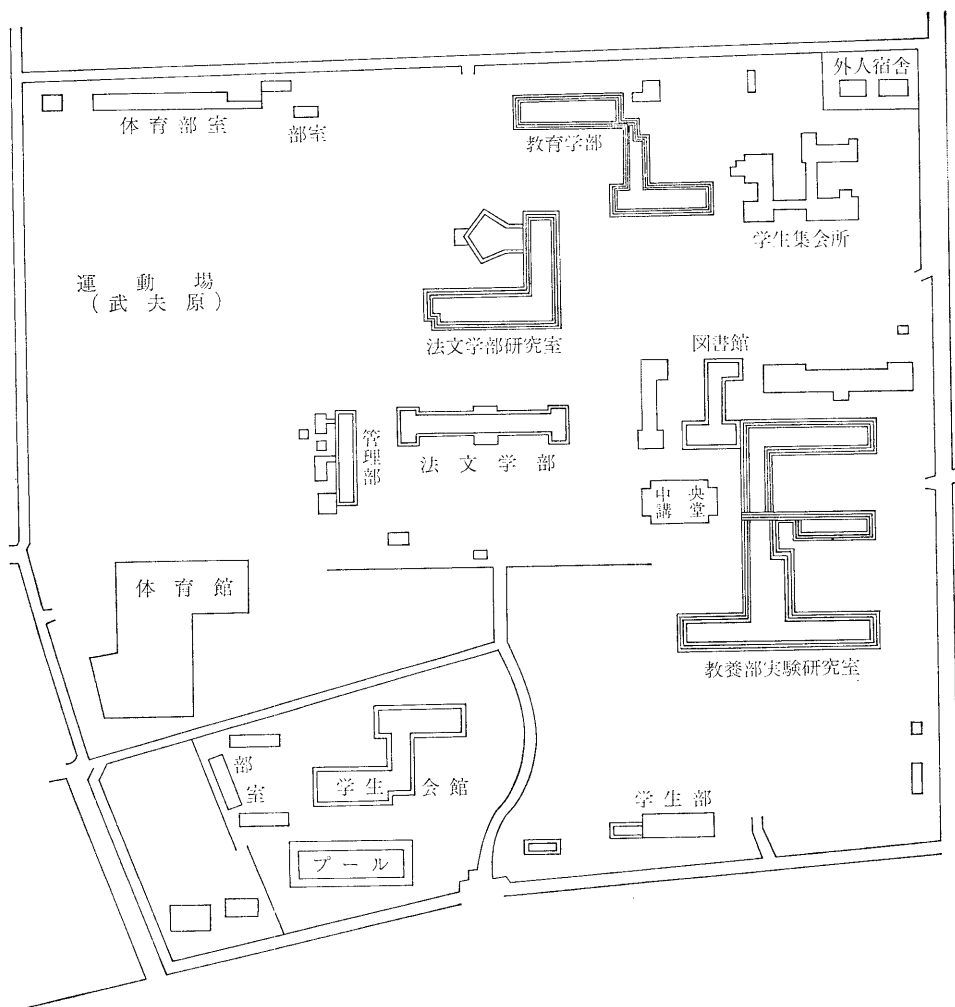 外人宿舎
体育部室
部室
教育学部
学生集会所
運動場
(武夫原)
法文学部研究室
図書館
管理部
法文学部
中央
講堂
体育館
教養部実験研究室
部室
学生会館
学生部
プール